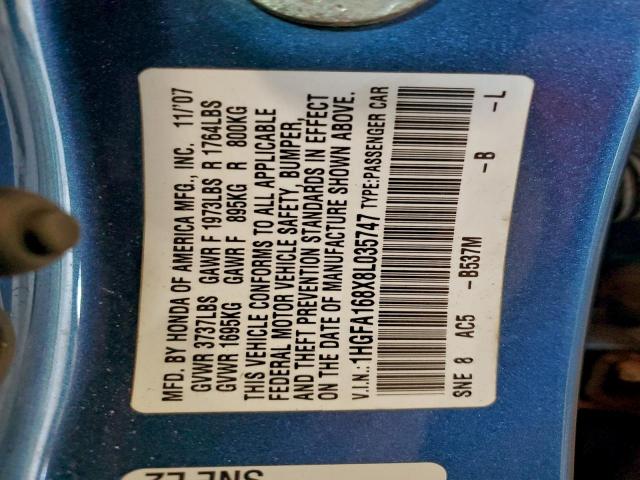 MFD. BY HONDA OF AMERICA MFG., INC. 11/'07
GVWR 3737LBS GAWR F 1973LBS R 1764LBS
GVWR 1695KG GAWR F 895KG R 800KG
THIS VEHICLE CONFORMS TO ALL APPLICABLE
FEDERAL MOTOR VEHICLE SAFETY, BUMPER,
AND THEFT PREVENTION STANDARDS IN EFFECT
ON THE DATE OF MANUFACTURE SHOWN ABOVE.
V.I.N.:1HGFA168X8L035747 TYPE:PASSENGER CAR
SNE 8 AC5 -B537M -B -L